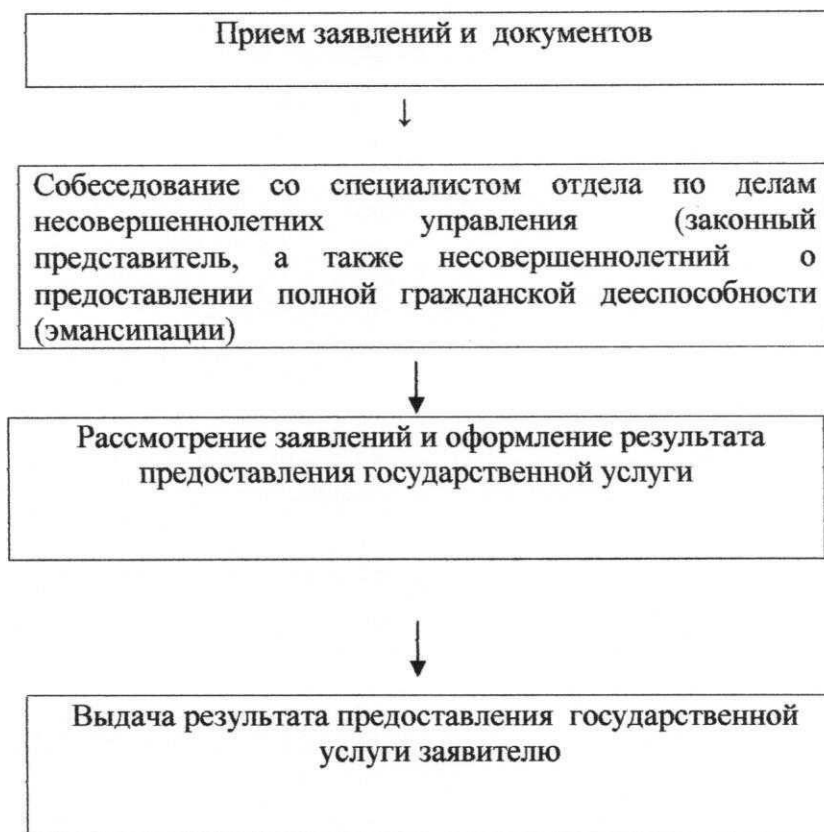 Прием заявлений и документов
↓
Собеседование со специалистом отдела по делам
несовершеннолетних управления (законный
представитель, а также несовершеннолетний о
предоставлении полной гражданской дееспособности
(эмансипации)
Рассмотрение заявлений и оформление результата
предоставления государственной услуги
Выдача результата предоставления государственной
услуги заявителю